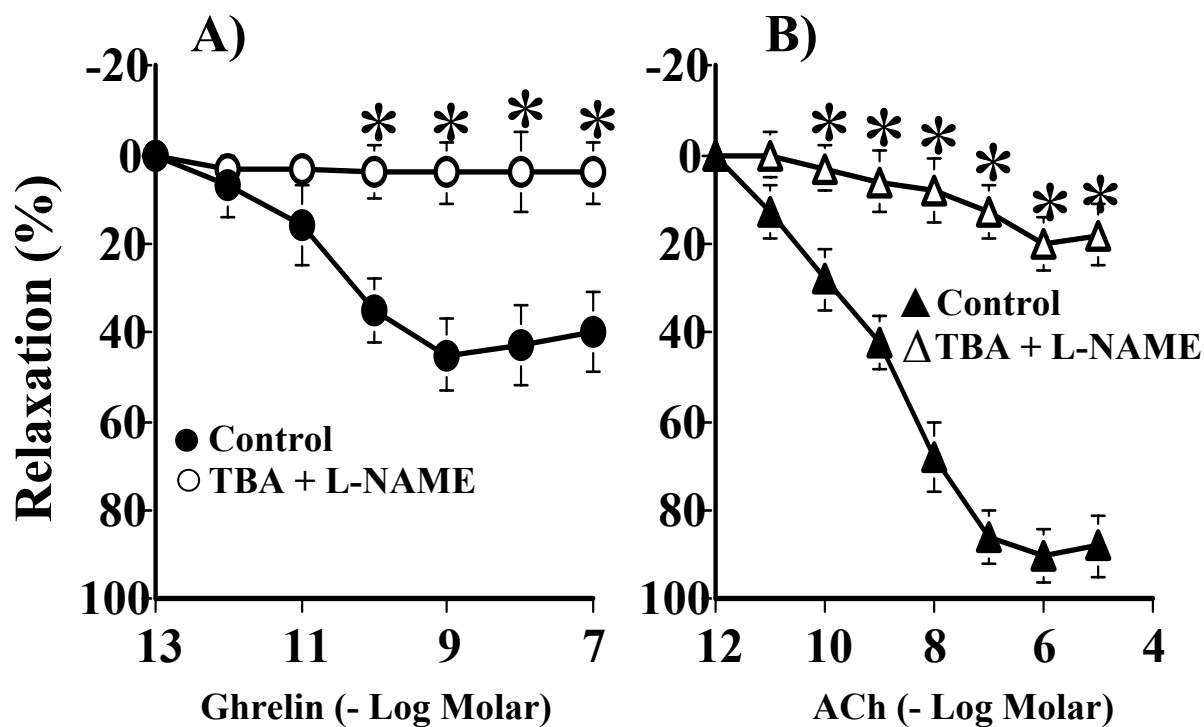 A)
B)
-20
0
20
40
60
80
100
Relaxation (%)
* * * *
● Control
○ TBA + L-NAME
13 11 9 7
Ghrelin (- Log Molar)
-20
0
20
40
60
80
100
* * * * * *
▲ Control
△ TBA + L-NAME
12 10 8 6 4
ACh (- Log Molar)